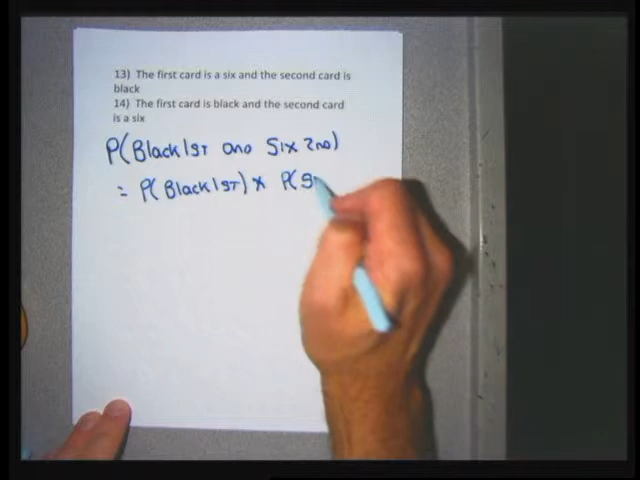 13) The first card is a six and the second card is
black
14) The first card is black and the second card
is a six
P(Black 1st and Six 2nd)
= P(Black 1st) x P(S